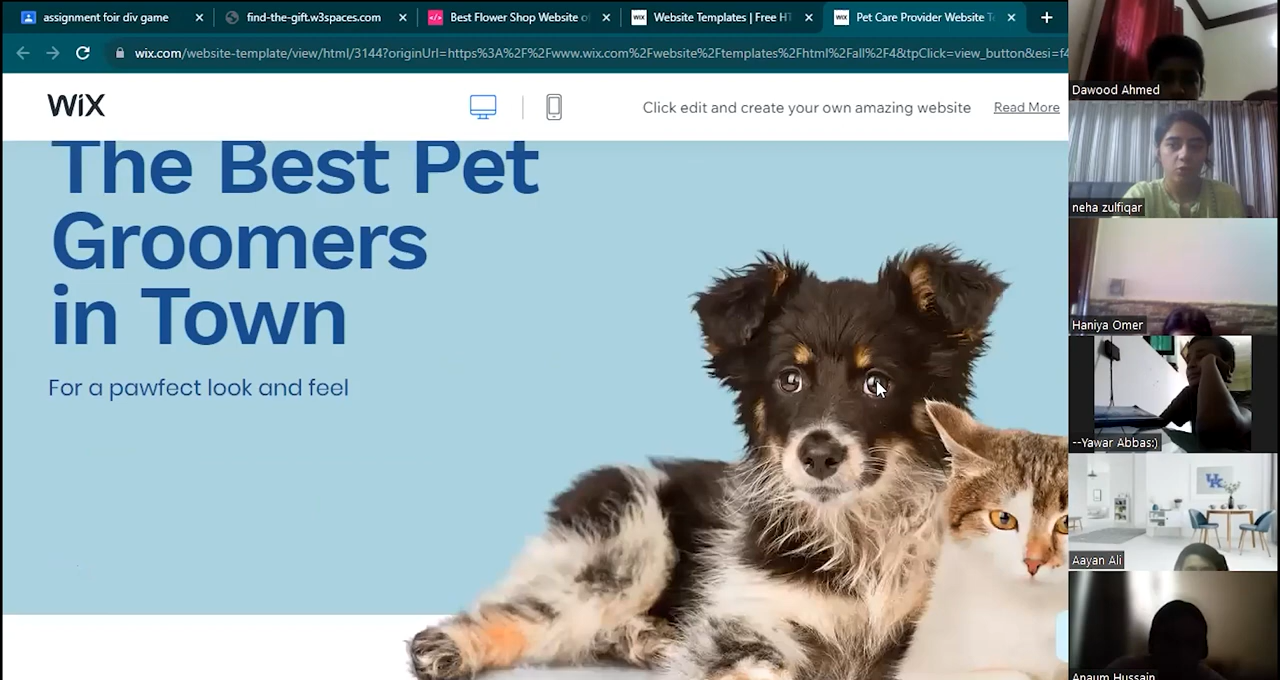 assignment foir div game
find-the-gift.w3spaces.com
Best Flower Shop Website o
Website Templates | Free HT
Pet Care Provider Website T
wix.com/website-template/view/html/3144?originUrl=https%3A%2F%2Fwww.wix.com%2Fwebsite%2Ftemplates%2Fhtml%2Fall%2F4&tpClick=view_button&esi=f4
WiX
Click edit and create your own amazing website
Read More
The Best Pet
Groomers
in Town
For a pawfect look and feel
Dawood Ahmed
neha zulfiqar
Haniya Omer
--Yawar Abbas:)
UK
Aayan Ali
Anaum Hussain